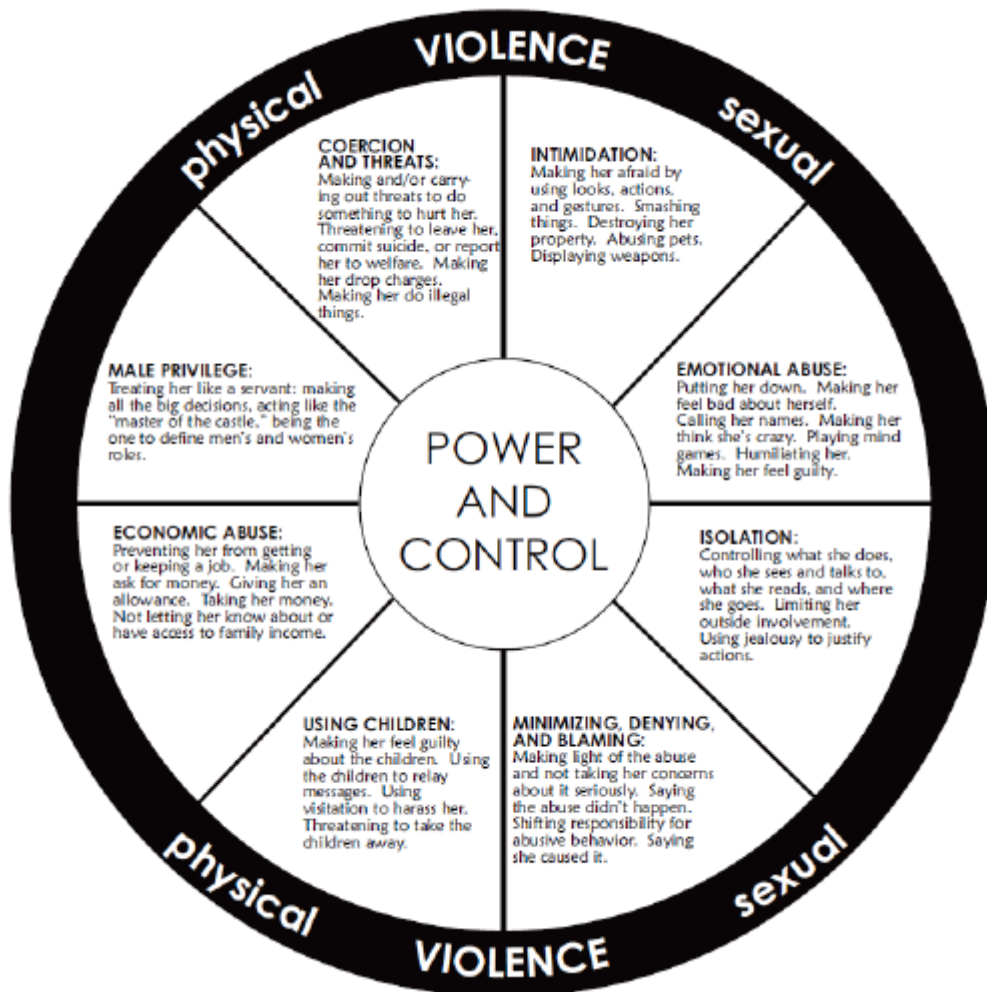 physical VIOLENCE sexual
COERCION
AND THREATS:
Making and/or carry-
ing out threats to do
something to hurt her.
Threatening to leave her,
commit suicide, or report
her to welfare. Making
her drop charges.
Making her do illegal
things.
INTIMIDATION:
Making her afraid by
using looks, actions,
and gestures. Smashing
things. Destroying her
property. Abusing pets.
Displaying weapons.
MALE PRIVILEGE:
Treating her like a servant: making
all the big decisions, acting like the
"master of the castle," being the
one to define men's and women's
roles.
EMOTIONAL ABUSE:
Putting her down. Making her
feel bad about herself.
Calling her names. Making her
think she's crazy. Playing mind
games. Humiliating her.
Making her feel guilty.
POWER
AND
CONTROL
ECONOMIC ABUSE:
Preventing her from getting
or keeping a job. Making her
ask for money. Giving her an
allowance. Taking her money.
Not letting her know about or
have access to family income.
ISOLATION:
Controlling what she does,
who she sees and talks to,
what she reads, and where
she goes. Limiting her
outside involvement.
Using jealousy to justify
actions.
USING CHILDREN:
Making her feel guilty
about the children. Using
the children to relay
messages. Using
visitation to harass her.
Threatening to take the
children away.
MINIMIZING, DENYING,
AND BLAMING:
Making light of the abuse
and not taking her concerns
about it seriously. Saying
the abuse didn't happen.
Shifting responsibility for
abusive behavior. Saying
she caused it.
physical VIOLENCE sexual